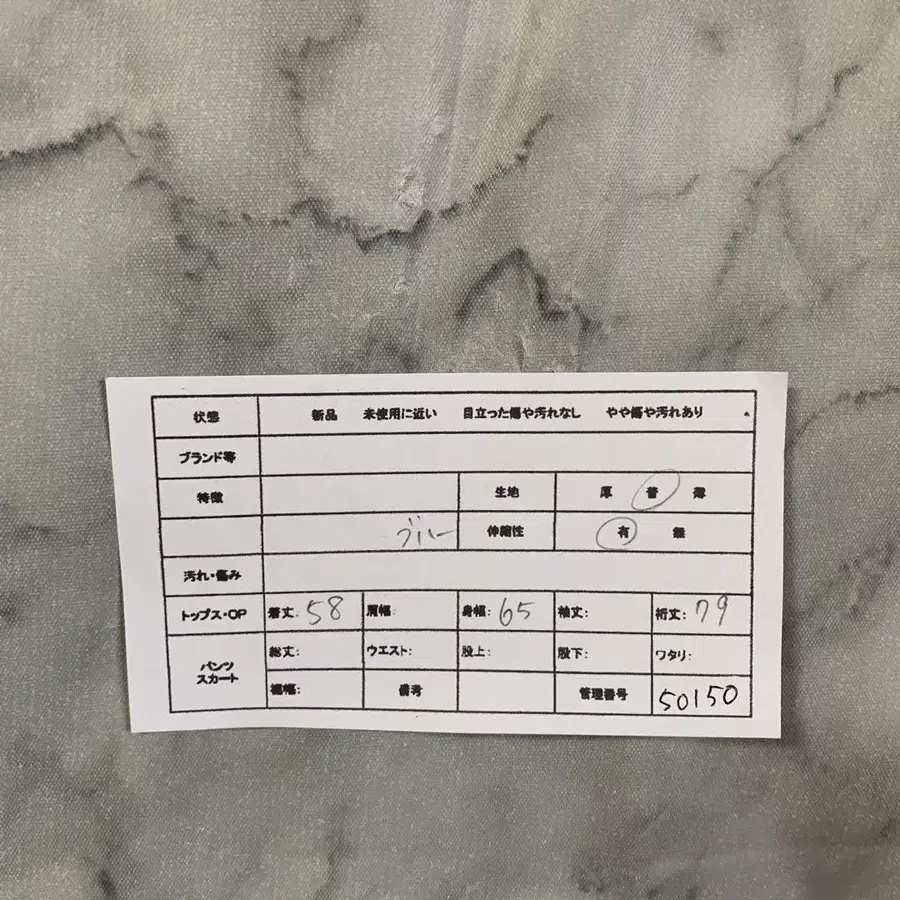 状態 新品 未使用に近い 目立った傷や汚れなし やや傷や汚れあり
ブランド等
特徴 生地 厚 普 薄
ブルー 伸縮性 有 無
汚れ・傷み
トップス・OP 着丈: 58 肩幅: 身幅: 65 袖丈: 裄丈: 79
パンツ スカート 総丈: ウエスト: 股上: 股下: ワタリ:
裾幅: 備考 管理番号 50150